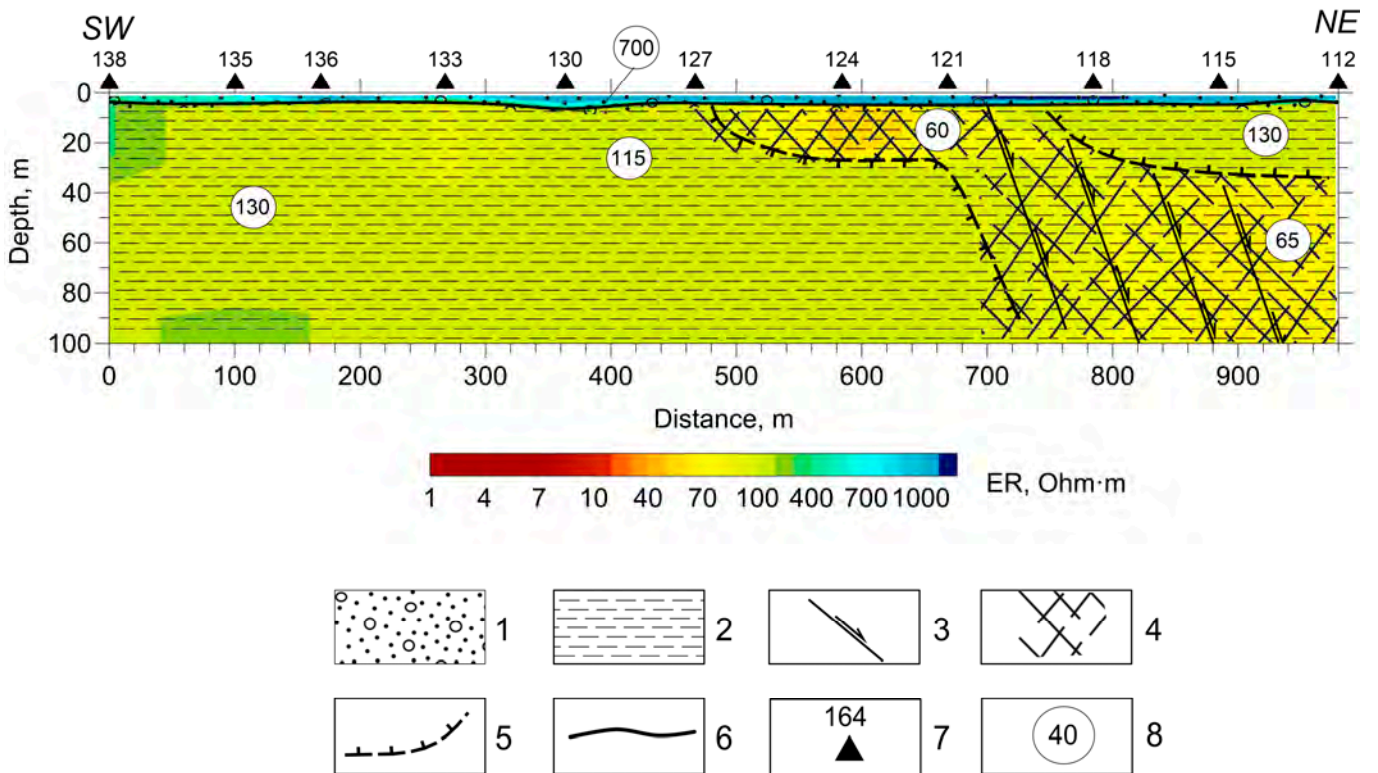 SW NE
138 135 136 133 130 700 127 124 121 118 115 112
0
20 60 130
115
40
130
60 65
80
100
0 100 200 300 400 500 600 700 800 900
Depth, m
Distance, m
1 4 7 10 40 70 100 400 700 1000 ER, Ohm·m
1 2 3 4
5 6 164 7 40 8